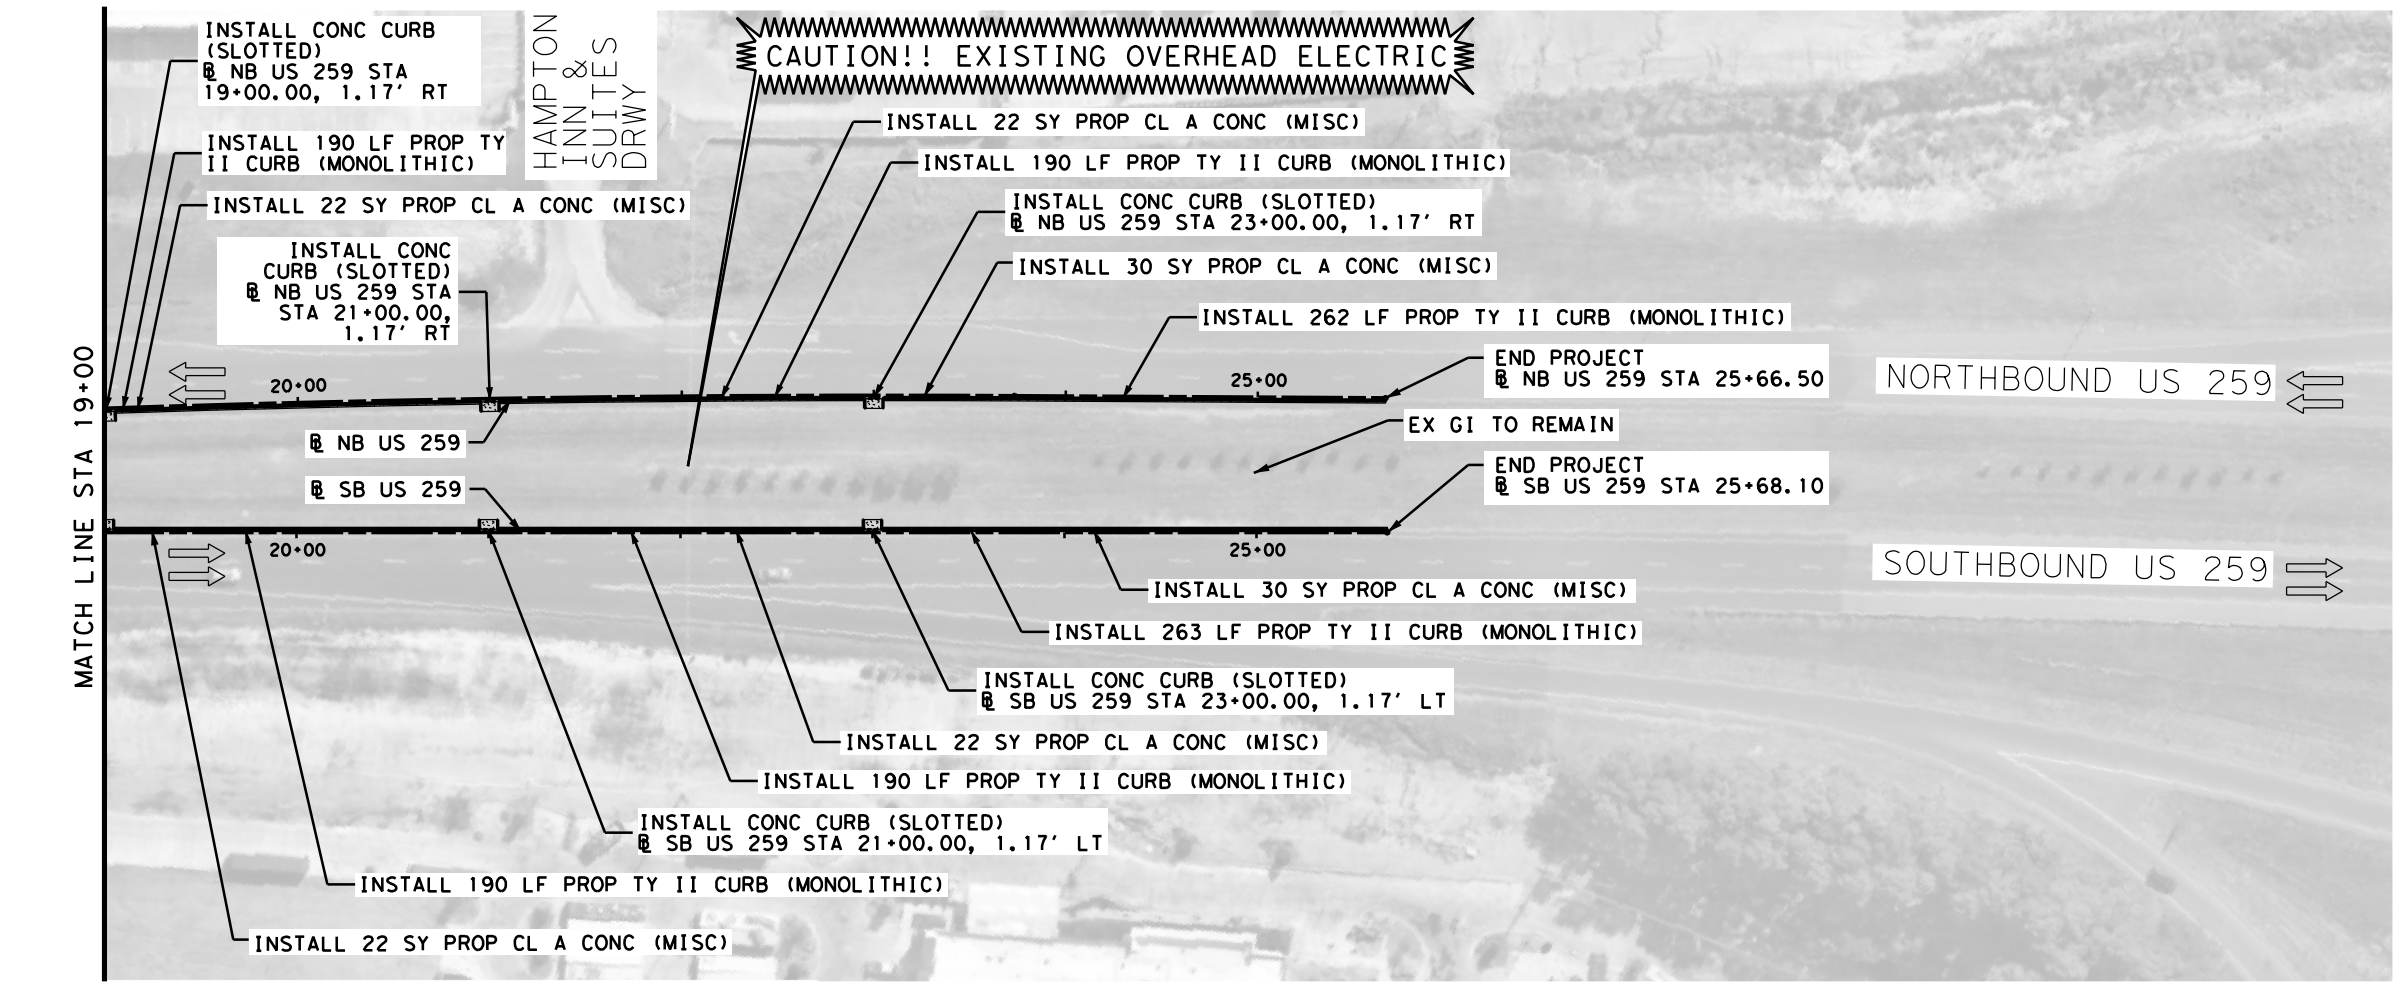 INSTALL CONC CURB
(SLOTTED)
℄ NB US 259 STA
19+00.00, 1.17' RT
INSTALL 190 LF PROP TY
II CURB (MONOLITHIC)
INSTALL 22 SY PROP CL A CONC (MISC)
INSTALL CONC
CURB (SLOTTED)
BL NB US 259 STA
STA 21+00.00,
1.17' RT
HAMPTON
INN &
SUITES
DRWY
CAUTION!! EXISTING OVERHEAD ELECTRIC
INSTALL 22 SY PROP CL A CONC (MISC)
INSTALL 190 LF PROP TY II CURB (MONOLITHIC)
INSTALL CONC CURB (SLOTTED)
BL NB US 259 STA 23+00.00, 1.17' RT
INSTALL 30 SY PROP CL A CONC (MISC)
INSTALL 262 LF PROP TY II CURB (MONOLITHIC)
END PROJECT
BL NB US 259 STA 25+66.50
20+00
25+00
NORTHBOUND US 259
MATCH LINE STA 19+00
BL NB US 259
EX GI TO REMAIN
BL SB US 259
END PROJECT
BL SB US 259 STA 25+68.10
20+00
25+00
SOUTHBOUND US 259
INSTALL 30 SY PROP CL A CONC (MISC)
INSTALL 263 LF PROP TY II CURB (MONOLITHIC)
INSTALL CONC CURB (SLOTTED)
BL SB US 259 STA 23+00.00, 1.17' LT
INSTALL 22 SY PROP CL A CONC (MISC)
INSTALL 190 LF PROP TY II CURB (MONOLITHIC)
INSTALL CONC CURB (SLOTTED)
BL SB US 259 STA 21+00.00, 1.17' LT
INSTALL 190 LF PROP TY II CURB (MONOLITHIC)
INSTALL 22 SY PROP CL A CONC (MISC)